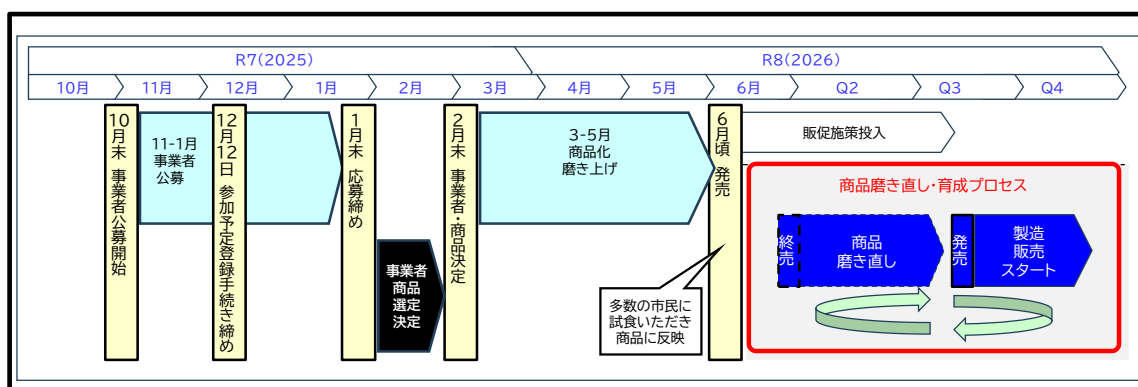 R7(2025)
R8(2026)
10月
11月
12月
1月
2月
3月
4月
5月
6月
Q2
Q3
Q4
10月末 事業者公募開始
11-1月
事業者
公募
12月12日 参加予定登録手続き締め
1月末 応募締め
事業者
商品
選定
決定
2月末 事業者・商品決定
3-5月
商品化
磨き上げ
多数の市民に
試食いただき
商品に反映
6月頃 発売
販促施策投入
商品磨き直し・育成プロセス
終売
商品
磨き直し
発売
製造
販売
スタート